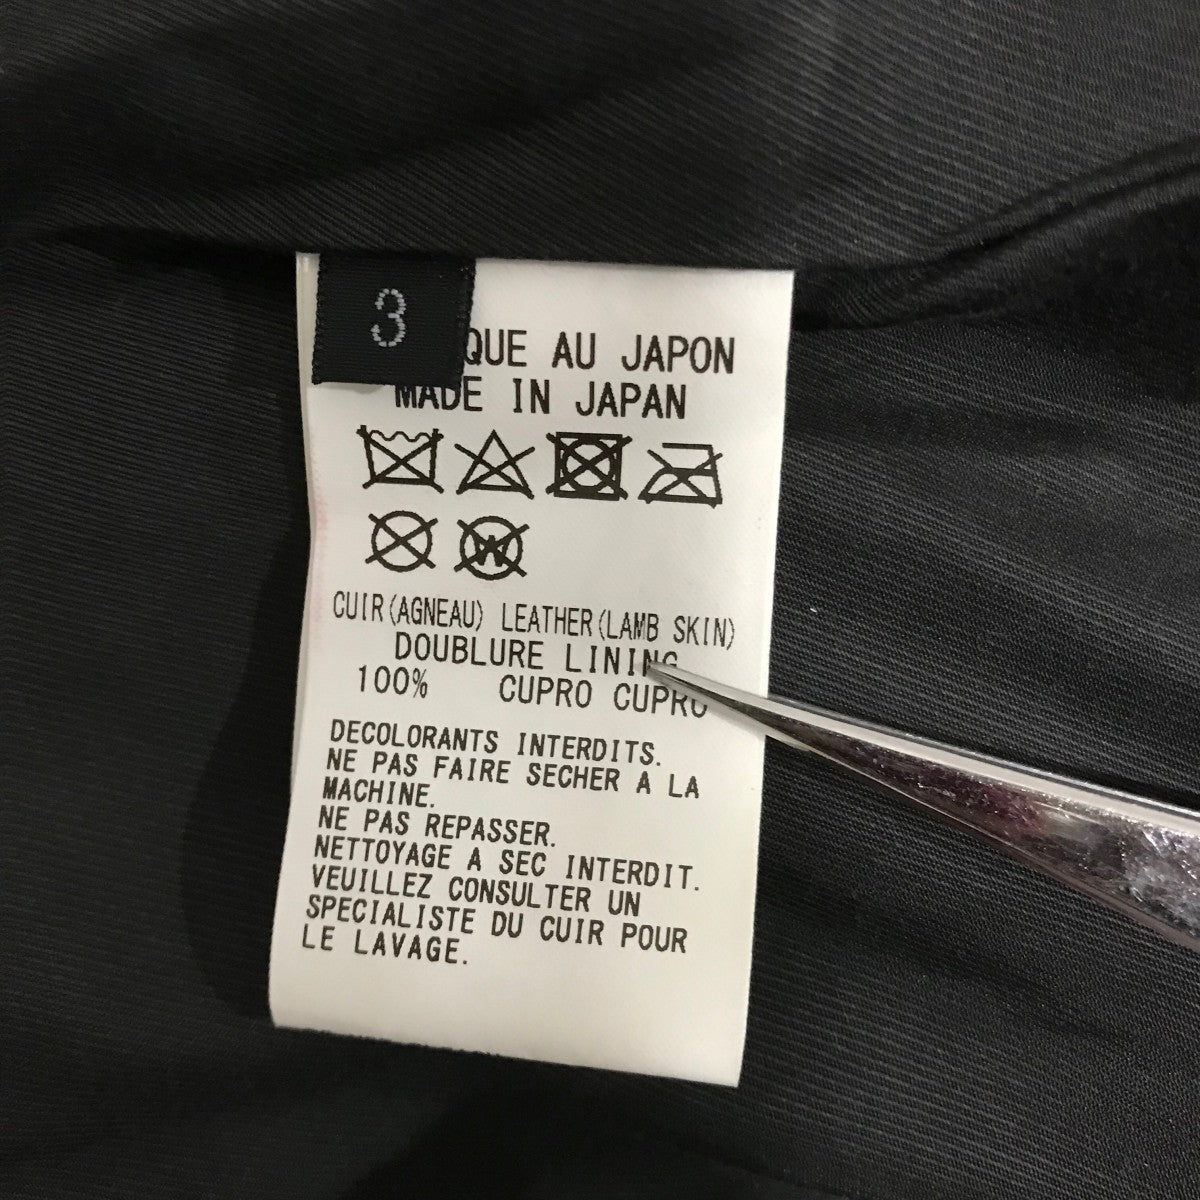 3
QUE AU JAPON
MADE IN JAPAN
W
CUIR(AGNEAU) LEATHER(LAMB SKIN)
DOUBLURE LINING
100% CUPRO CUPRO
DECOLORANTS INTERDITS.
NE PAS FAIRE SECHER A LA
MACHINE.
NE PAS REPASSER.
NETTOYAGE A SEC INTERDIT.
VEUILLEZ CONSULTER UN
SPECIALISTE DU CUIR POUR
LE LAVAGE.